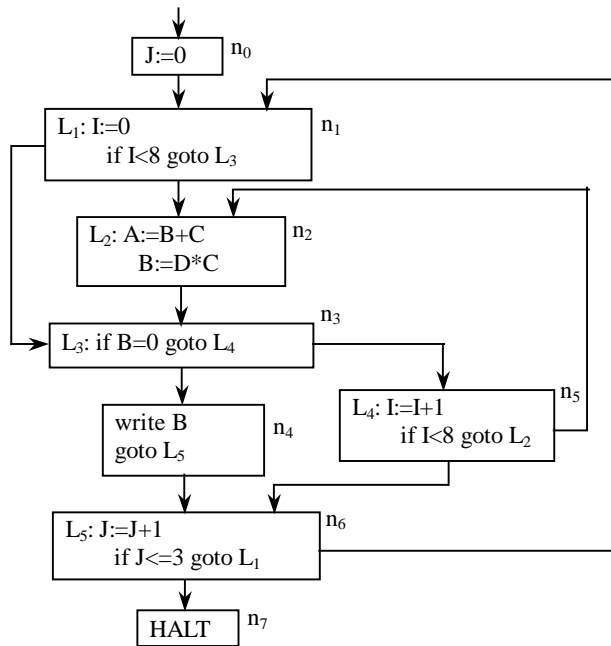 J:=0
n₀
L₁: I:=0
if I<8 goto L₃
n₁
L₂: A:=B+C
B:=D*C
n₂
L₃: if B=0 goto L₄
n₃
write B
goto L₅
n₄
L₄: I:=I+1
if I<8 goto L₂
n₅
L₅: J:=J+1
if J<=3 goto L₁
n₆
HALT
n₇